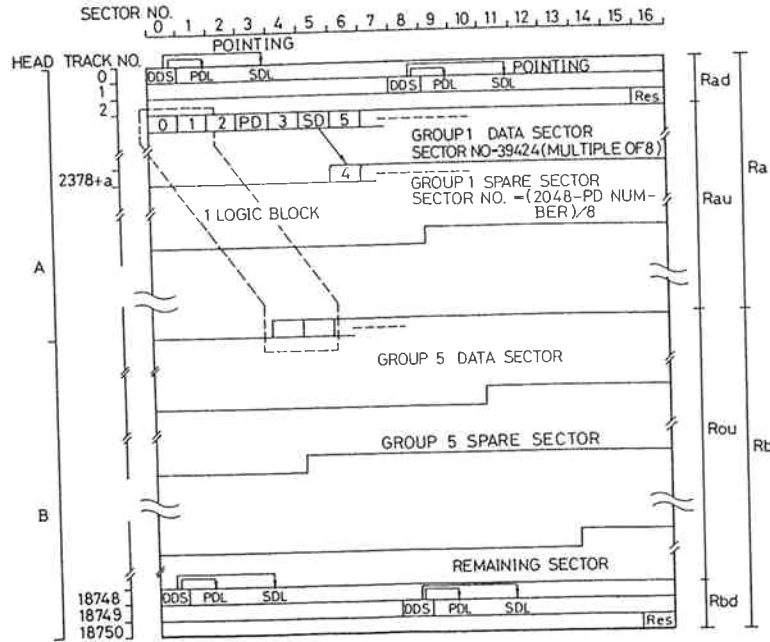 SECTOR NO.
0 1 2 3 4 5 6 7 8 9 10 11 12 13 14 15 16
POINTING
HEAD TRACK NO.
POINTING
0
DDS PDL SDL
DDS PDL SDL
Rad
1
Res
2
0 1 2 PD 3 SD 5
GROUP 1 DATA SECTOR
SECTOR NO-39424 (MULTIPLE OF 8)
Ra
2378+a
4
GROUP 1 SPARE SECTOR
SECTOR NO. =(2048-PD NUM-
BER)/8
1 LOGIC BLOCK
Rau
A
GROUP 5 DATA SECTOR
GROUP 5 SPARE SECTOR
Rou
Rb
B
REMAINING SECTOR
18748
DDS PDL SDL
DDS PDL SDL
Rbd
18749
Res
18750